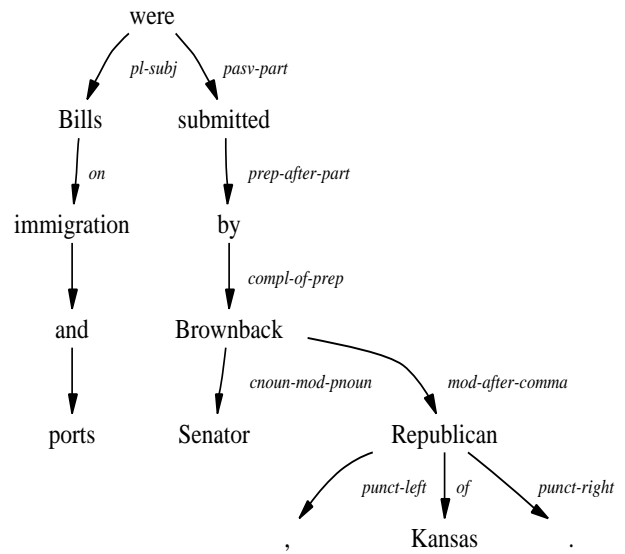 were
pl-subj pasv-part
Bills submitted
on prep-after-part
immigration by
compl-of-prep
and Brownback
cnoun-mod-pnoun mod-after-comma
ports Senator Republican
punct-left of punct-right
, Kansas .